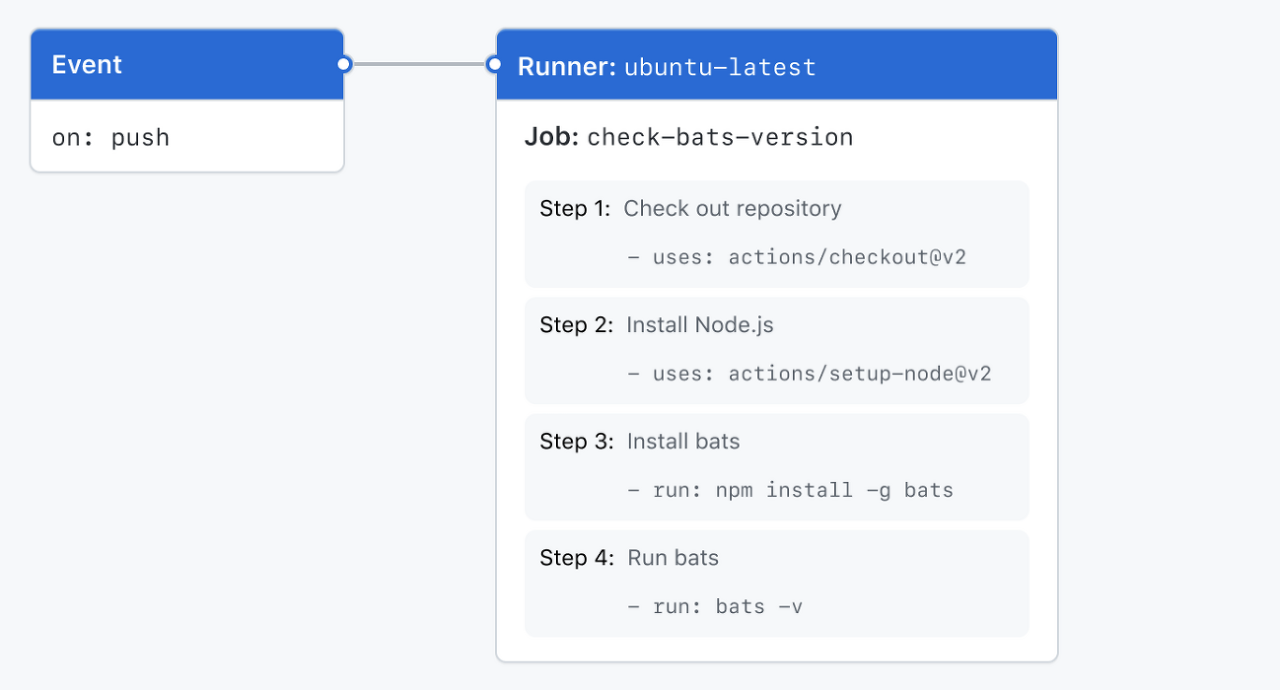 Event
on: push
Runner: ubuntu-latest
Job: check-bats-version
Step 1: Check out repository
- uses: actions/checkout@v2
Step 2: Install Node.js
- uses: actions/setup-node@v2
Step 3: Install bats
- run: npm install -g bats
Step 4: Run bats
- run: bats -v